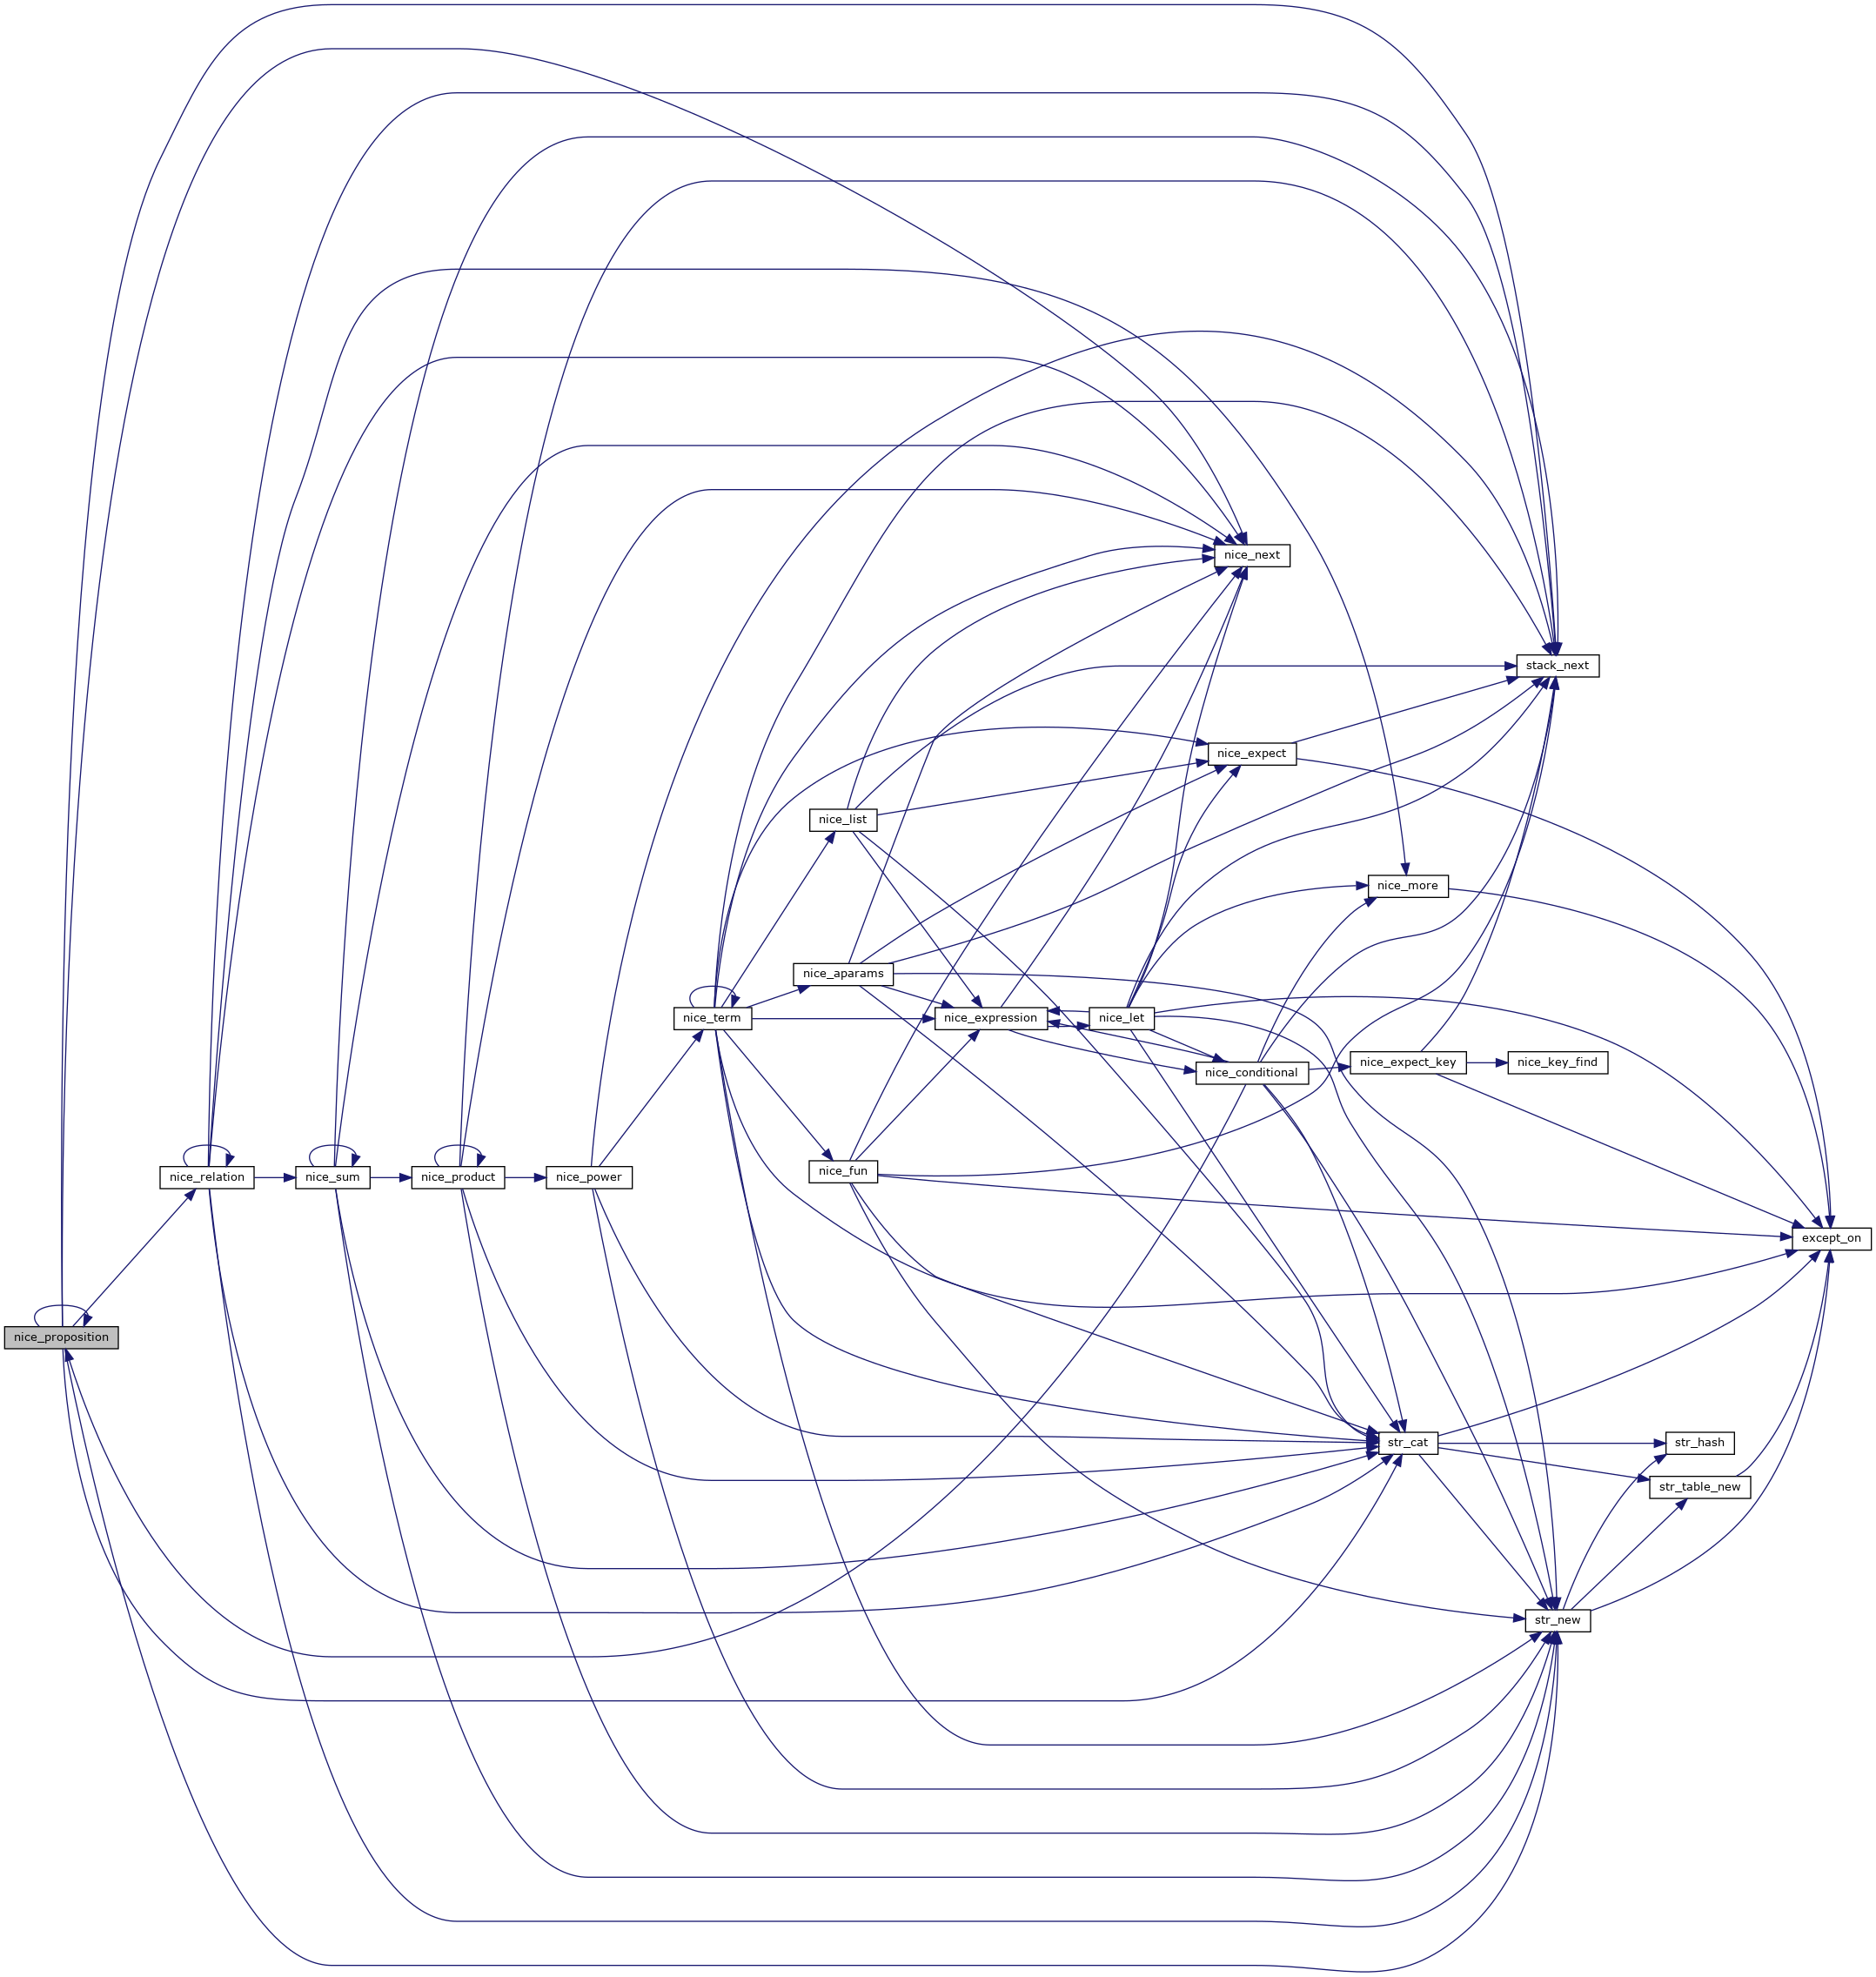 nice_next
stack_next
nice_expect
nice_list
nice_more
nice_aparams
nice_term
nice_expression
nice_let
nice_conditional
nice_expect_key
nice_key_find
nice_relation
nice_sum
nice_product
nice_power
nice_fun
except_on
nice_proposition
str_cat
str_hash
str_table_new
str_new